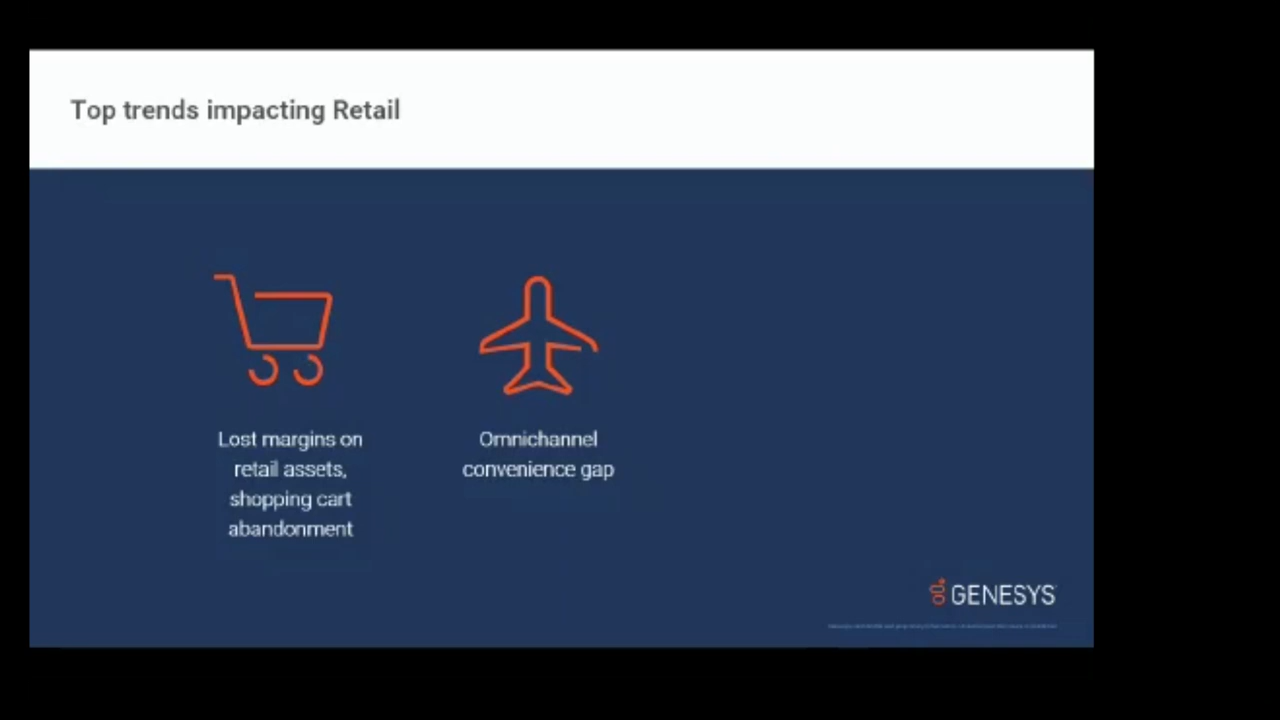 Top trends impacting Retail
Lost margins on
retail assets,
shopping cart
abandonment
Omnichannel
convenience gap
GENESYS